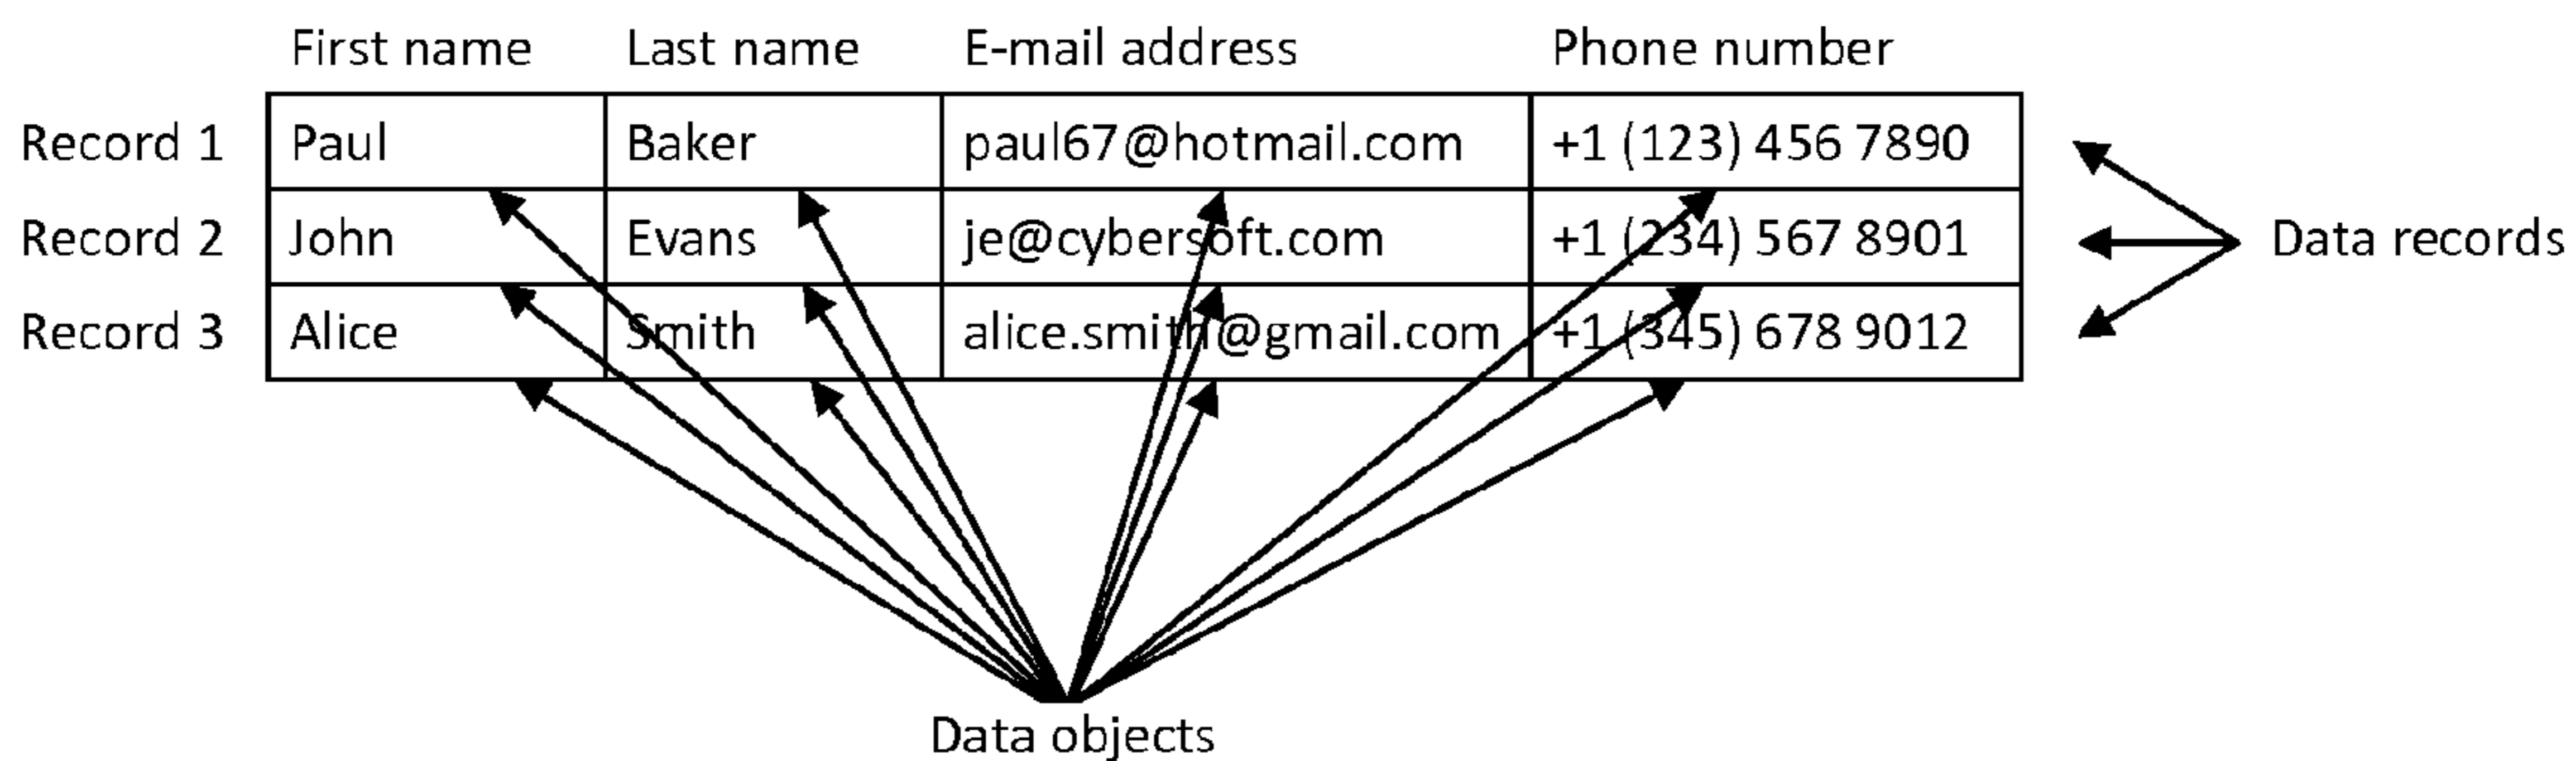 First name Last name E-mail address Phone number
Record 1 Paul Baker paul67@hotmail.com +1 (123) 456 7890
Record 2 John Evans je@cybersoft.com +1 (234) 567 8901 Data records
Record 3 Alice Smith alice.smith@gmail.com +1 (345) 678 9012
Data objects